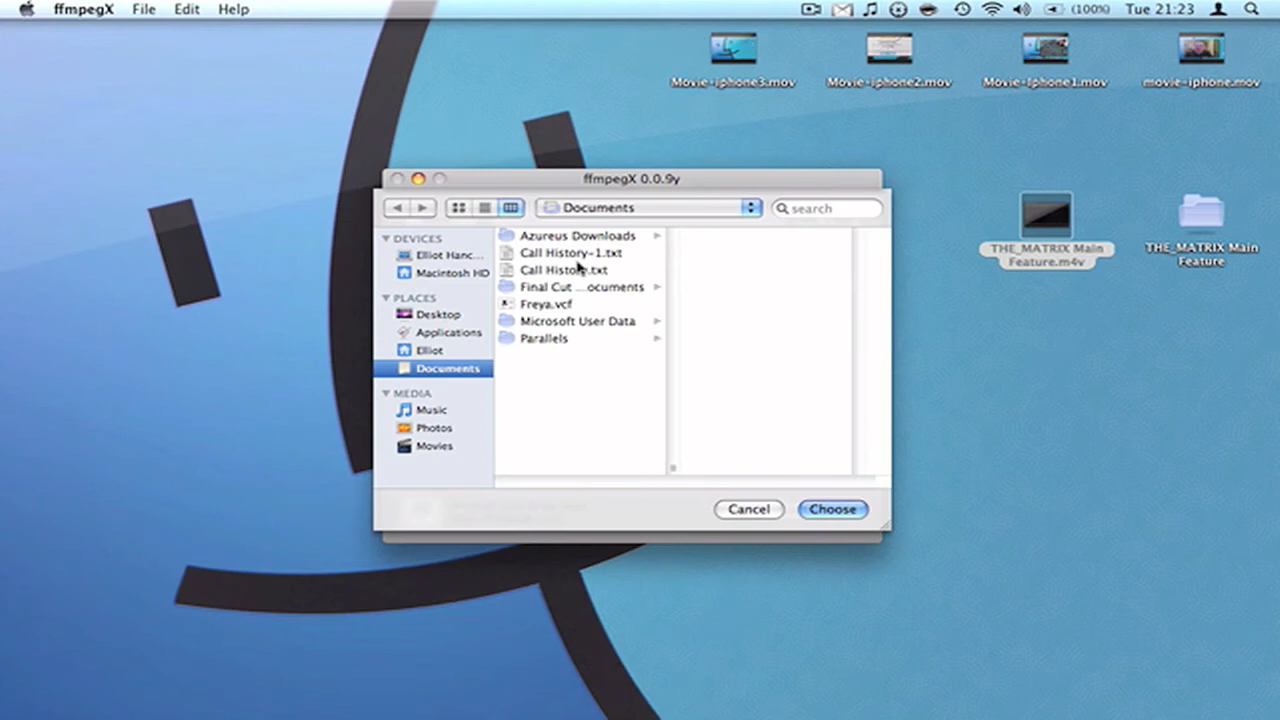 ffmpegX File Edit Help (100%) Tue 21:23
Movie-iphone3.mov Movie-iphone2.mov Movie-Iphone1.mov movie-iphone.mov
ffmpegX 0.0.9y
Documents search
DEVICES
Elliot Hanc...
Macintosh HD
PLACES
Desktop
Applications
Elliot
Documents
MEDIA
Music
Photos
Movies
Azureus Downloads
Call History-1.txt
Final Cut ...ocuments
Freya.vcf
Microsoft User Data
Parallels
Cancel Choose
THE_MATRIX Main
Feature.m4v
THE_MATRIX Main
Feature